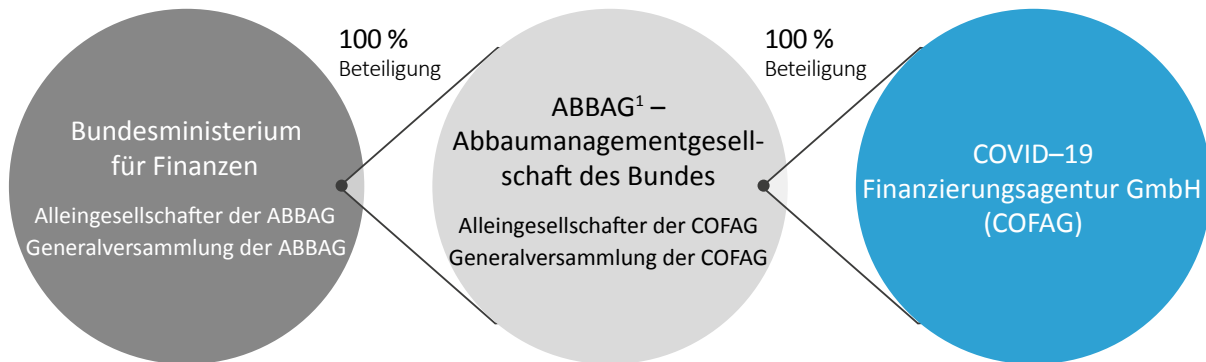 Bundesministerium
für Finanzen
Alleingesellschafter der ABBAG
Generalversammlung der ABBAG
100 %
Beteiligung
ABBAG¹ –
Abbaumanagementgesell-
schaft des Bundes
Alleingesellschafter der COFAG
Generalversammlung der COFAG
100 %
Beteiligung
COVID–19
Finanzierungsagentur GmbH
(COFAG)